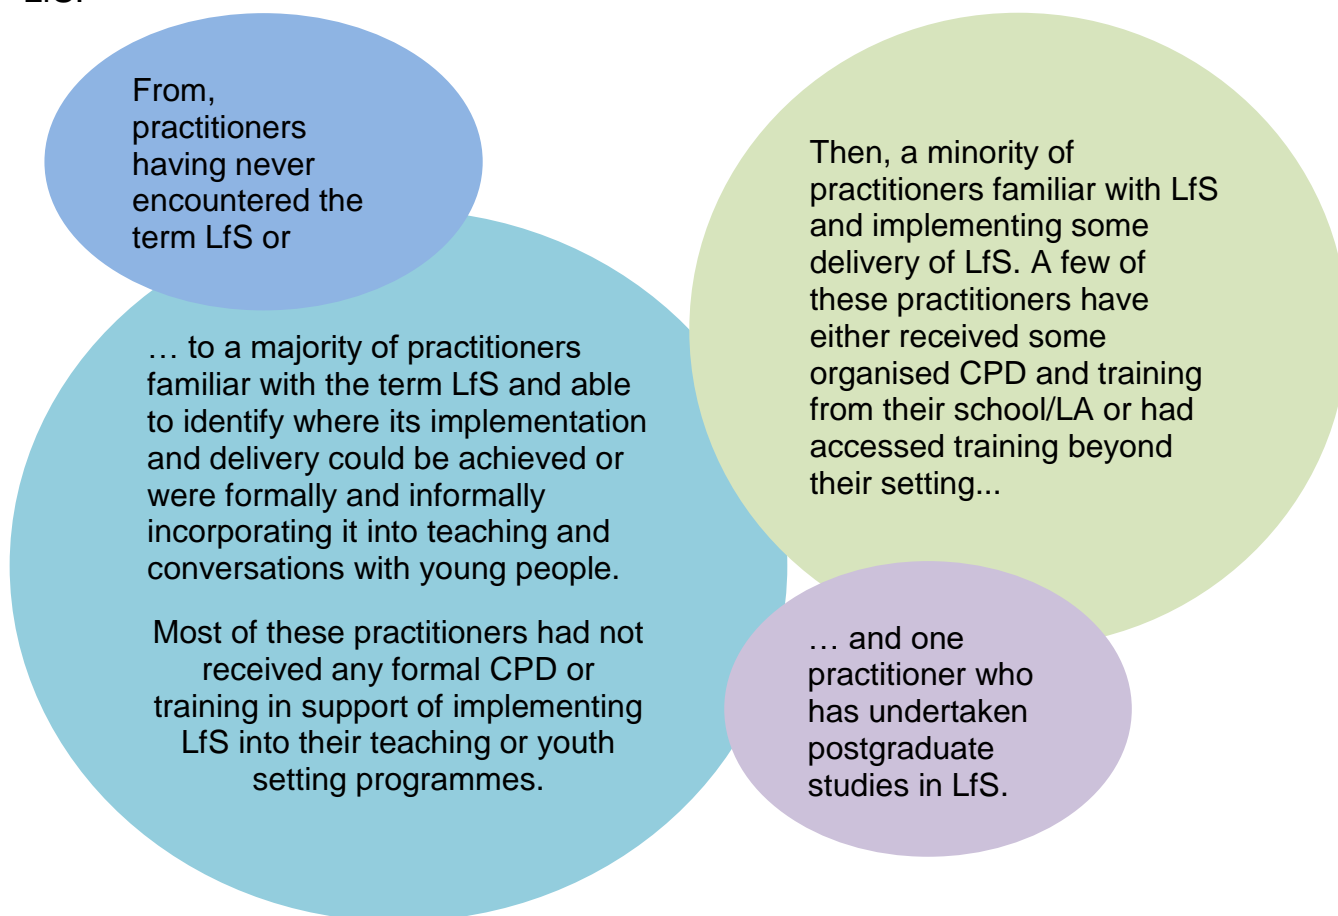 From,
practitioners
having never
encountered the
term LfS or
… to a majority of practitioners
familiar with the term LfS and able
to identify where its implementation
and delivery could be achieved or
were formally and informally
incorporating it into teaching and
conversations with young people.
Most of these practitioners had not
received any formal CPD or
training in support of implementing
LfS into their teaching or youth
setting programmes.
Then, a minority of
practitioners familiar with LfS
and implementing some
delivery of LfS. A few of
these practitioners have
either received some
organised CPD and training
from their school/LA or had
accessed training beyond
their setting...
… and one
practitioner who
has undertaken
postgraduate
studies in LfS.